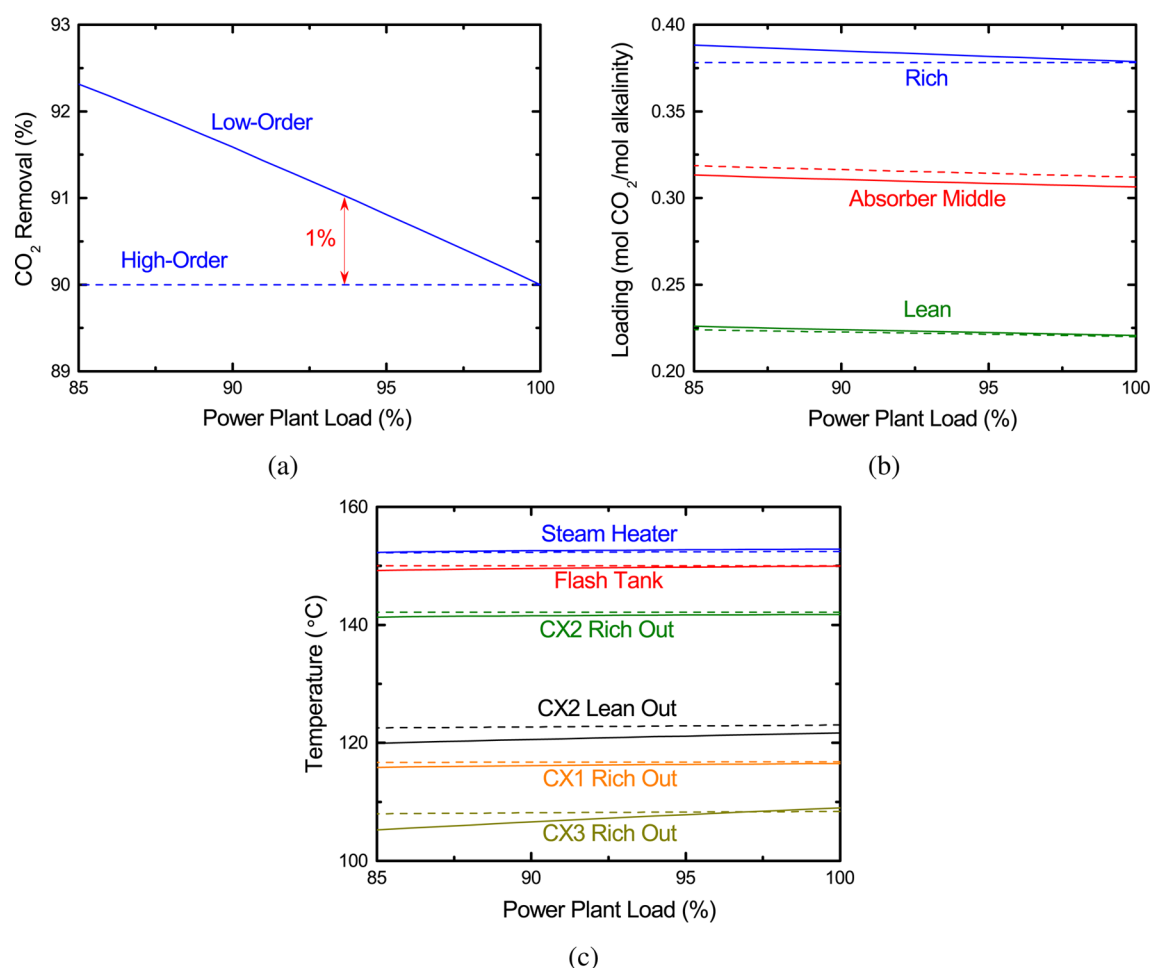 93
92
91
90
89
CO2 Removal (%)
Low-Order
1%
High-Order
85
90
95
100
Power Plant Load (%)
(a)
0.40
0.35
0.30
0.25
0.20
Loading (mol CO2/mol alkalinity)
Rich
Absorber Middle
Lean
85
90
95
100
Power Plant Load (%)
(b)
160
140
120
100
Temperature (°C)
Steam Heater
Flash Tank
CX2 Rich Out
CX2 Lean Out
CX1 Rich Out
CX3 Rich Out
85
90
95
100
Power Plant Load (%)
(c)